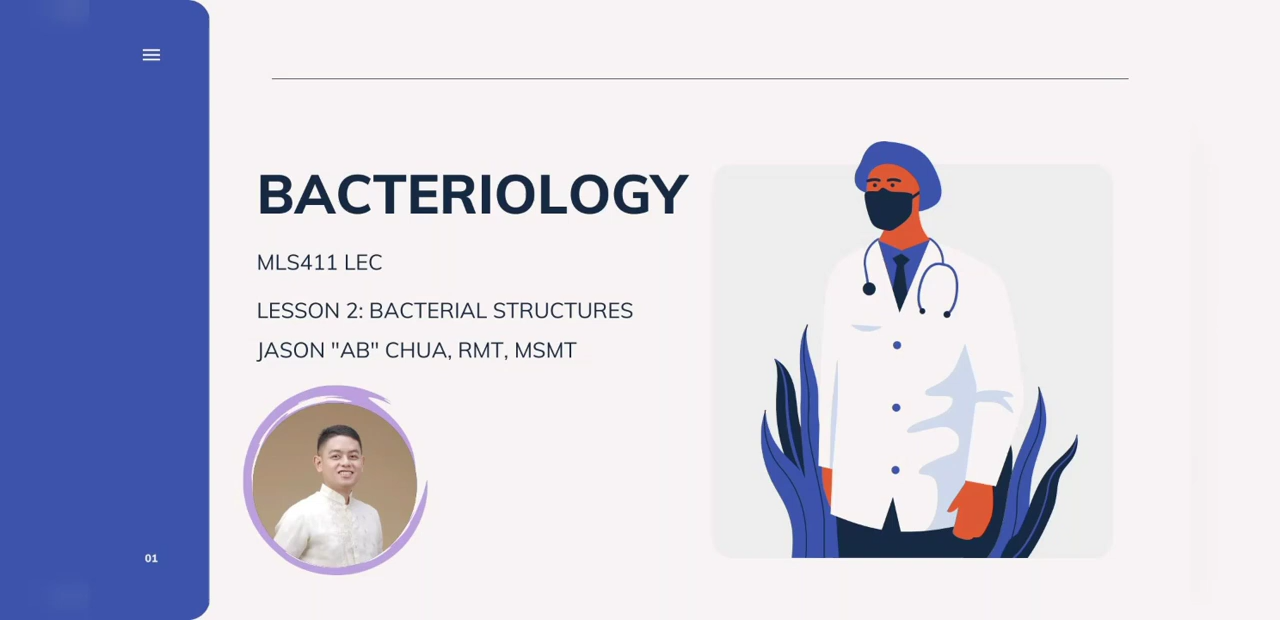 BACTERIOLOGY
MLS411 LEC
LESSON 2: BACTERIAL STRUCTURES
JASON "AB" CHUA, RMT, MSMT
01